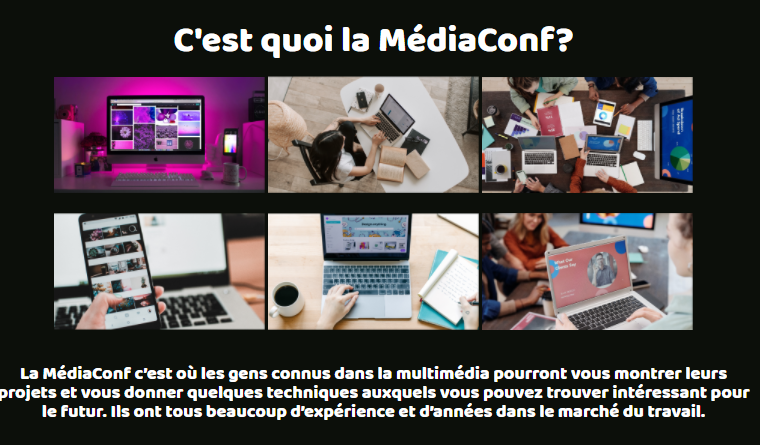 C'est quoi la MédiaConf?
La MédiaConf c'est où les gens connus dans la multimédia pourront vous montrer leurs
projets et vous donner quelques techniques auxquels vous pouvez trouver intéressant pour
le futur. Ils ont tous beaucoup d'expérience et d'années dans le marché du travail.